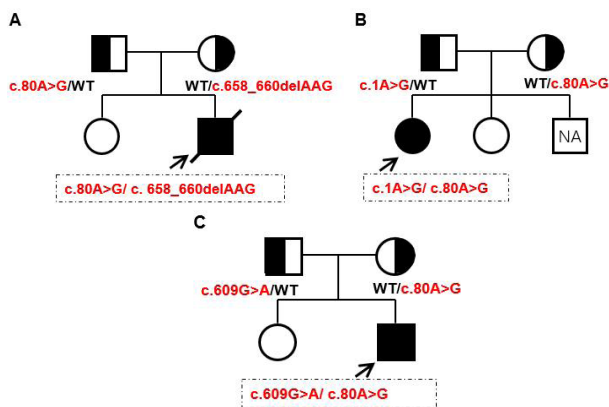 A
B
c.80A>G/WT WT/c.658_660delAAG
c.1A>G/WT WT/c.80A>G
NA
c.80A>G/ c. 658_660delAAG
c.1A>G/ c.80A>G
C
c.609G>A/WT WT/c.80A>G
c.609G>A/ c.80A>G